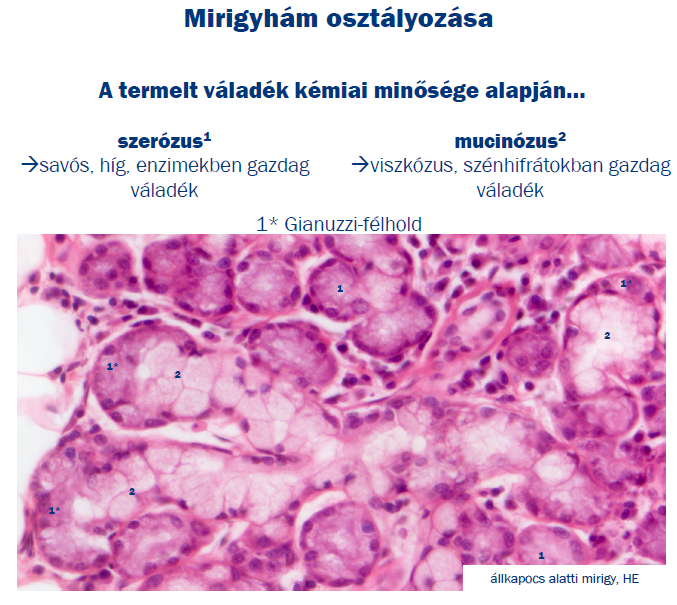 Mirigyhám osztályozása
A termelt váladék kémiai minősége alapján...
szerózus¹
→savós, híg, enzimekben gazdag
váladék
mucinózus²
→viszkózus, szénhifrátokban gazdag
váladék
1* Gianuzzi-félhold
1
1*
2
1*
2
2
1*
1
állkapocs alatti mirigy, HE